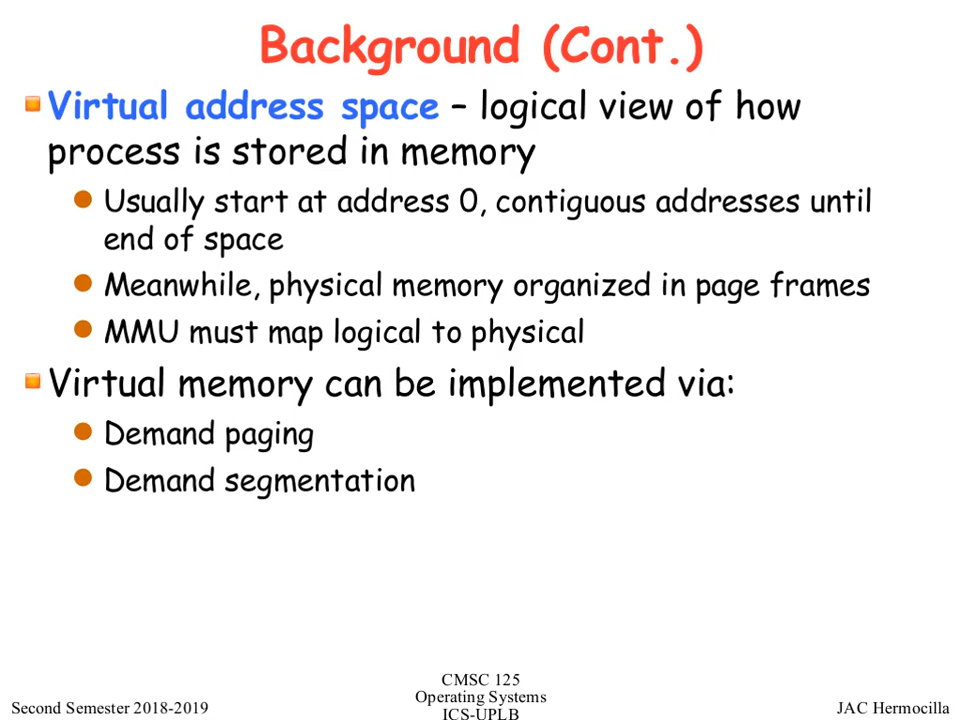 Background (Cont.)
Virtual address space – logical view of how
process is stored in memory
Usually start at address 0, contiguous addresses until
end of space
Meanwhile, physical memory organized in page frames
MMU must map logical to physical
Virtual memory can be implemented via:
Demand paging
Demand segmentation
CMSC 125
Operating Systems
ICS-UPLB
Second Semester 2018-2019
JAC Hermocilla